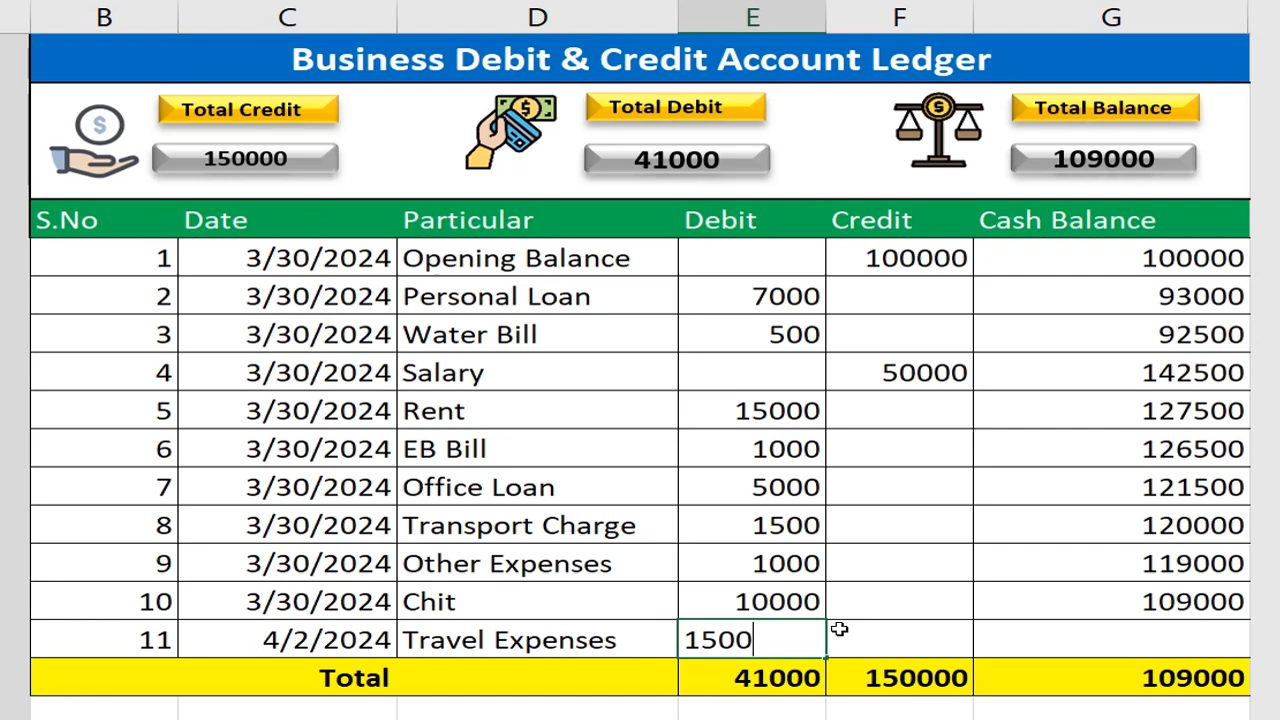 B C D E F G
Business Debit & Credit Account Ledger
Total Credit Total Debit Total Balance
150000 41000 109000
S.No Date Particular Debit Credit Cash Balance
1 3/30/2024 Opening Balance 100000 100000
2 3/30/2024 Personal Loan 7000 93000
3 3/30/2024 Water Bill 500 92500
4 3/30/2024 Salary 50000 142500
5 3/30/2024 Rent 15000 127500
6 3/30/2024 EB Bill 1000 126500
7 3/30/2024 Office Loan 5000 121500
8 3/30/2024 Transport Charge 1500 120000
9 3/30/2024 Other Expenses 1000 119000
10 3/30/2024 Chit 10000 109000
11 4/2/2024 Travel Expenses 1500
Total 41000 150000 109000